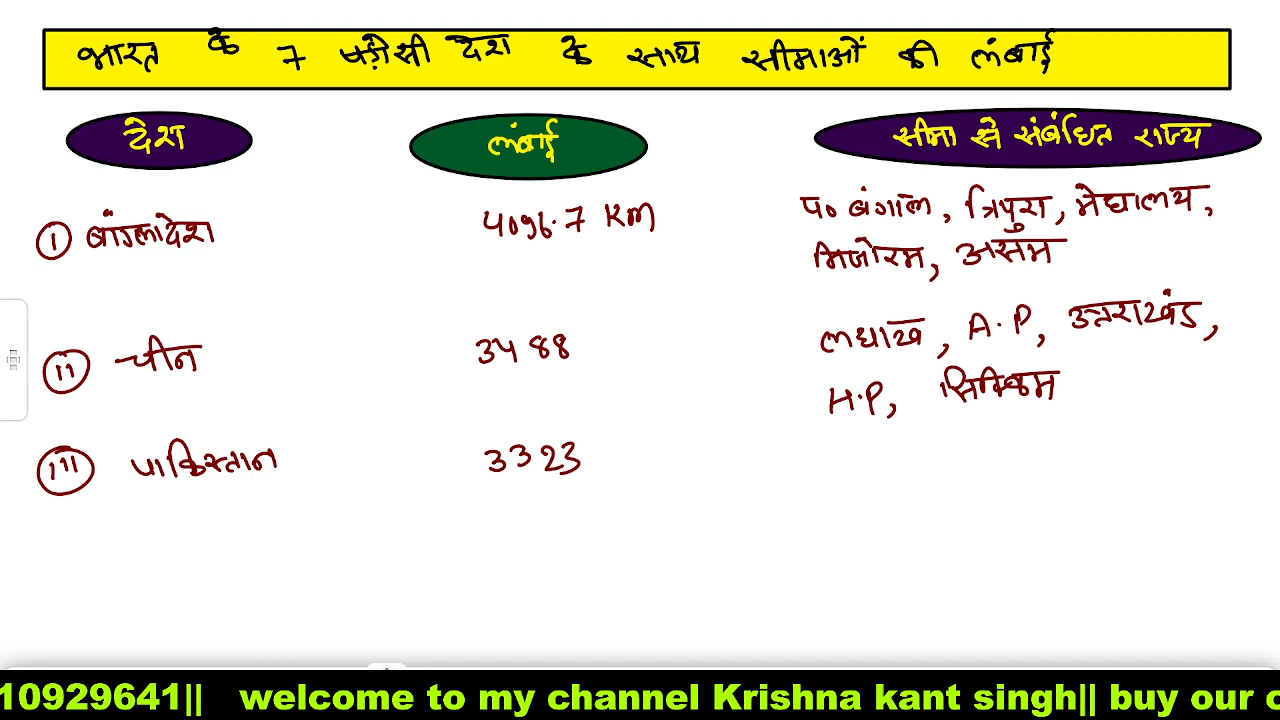 भारत के 7 पड़ोसी देश के साथ सीमाओं की लंबाई
देश लंबाई सीमा से संबंधित राज्य
(i) बांग्लादेश 4096.7 Km प० बंगाल, त्रिपुरा, मेघालय,
मिजोरम, असम
(ii) चीन 3488 लद्याख, A.P, उत्तराखंड,
H.P, सिक्किम
(iii) पाकिस्तान 3323
10929641|| welcome to my channel Krishna kant singh|| buy our c